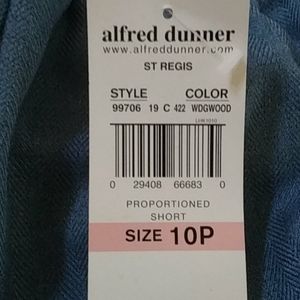 alfred dunner
www.alfreddunner.com
ST REGIS
STYLE COLOR
99706 19 C 422 WDGWOOD
0 29408 66683 0
PROPORTIONED
SHORT
SIZE 10P